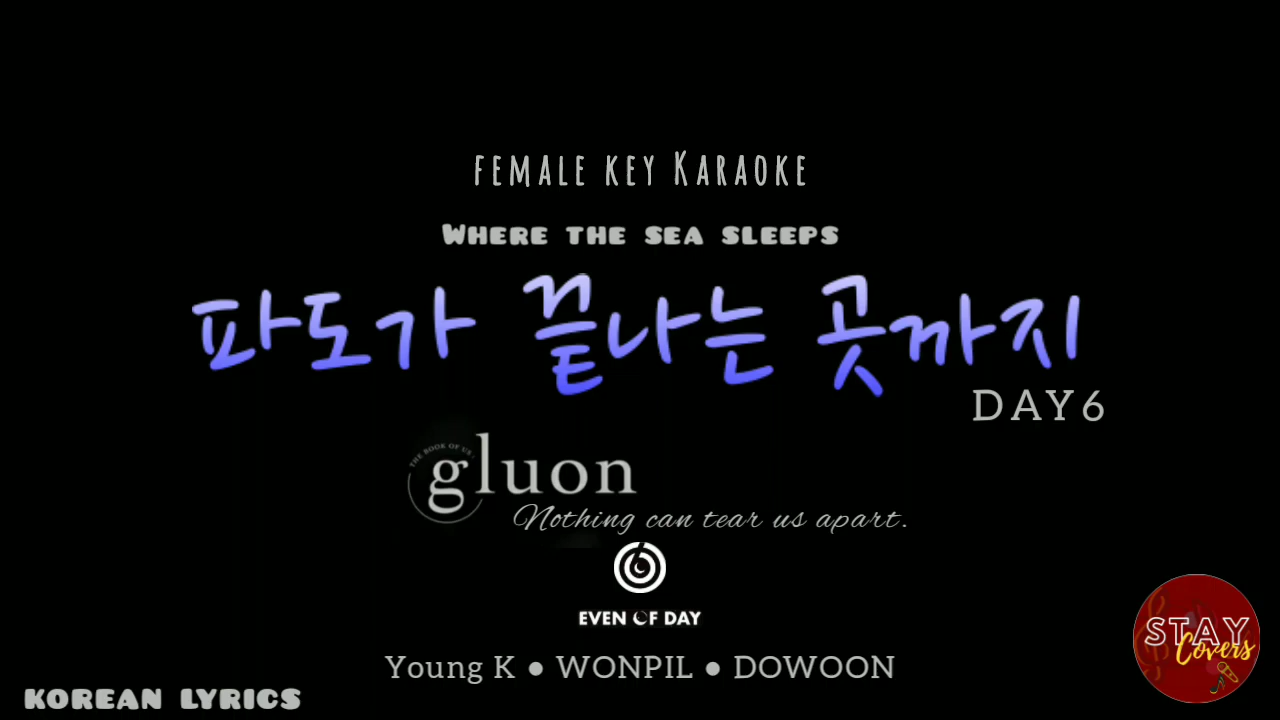 FEMALE KEY KARAOKE
WHERE THE SEA SLEEPS
파도가 끝나는 곳까지
DAY6
THE BOOK OF US
gluon
Nothing can tear us apart.
EVEN OF DAY
Young K ● WONPIL ● DOWOON
KOREAN LYRICS
STAY
Covers